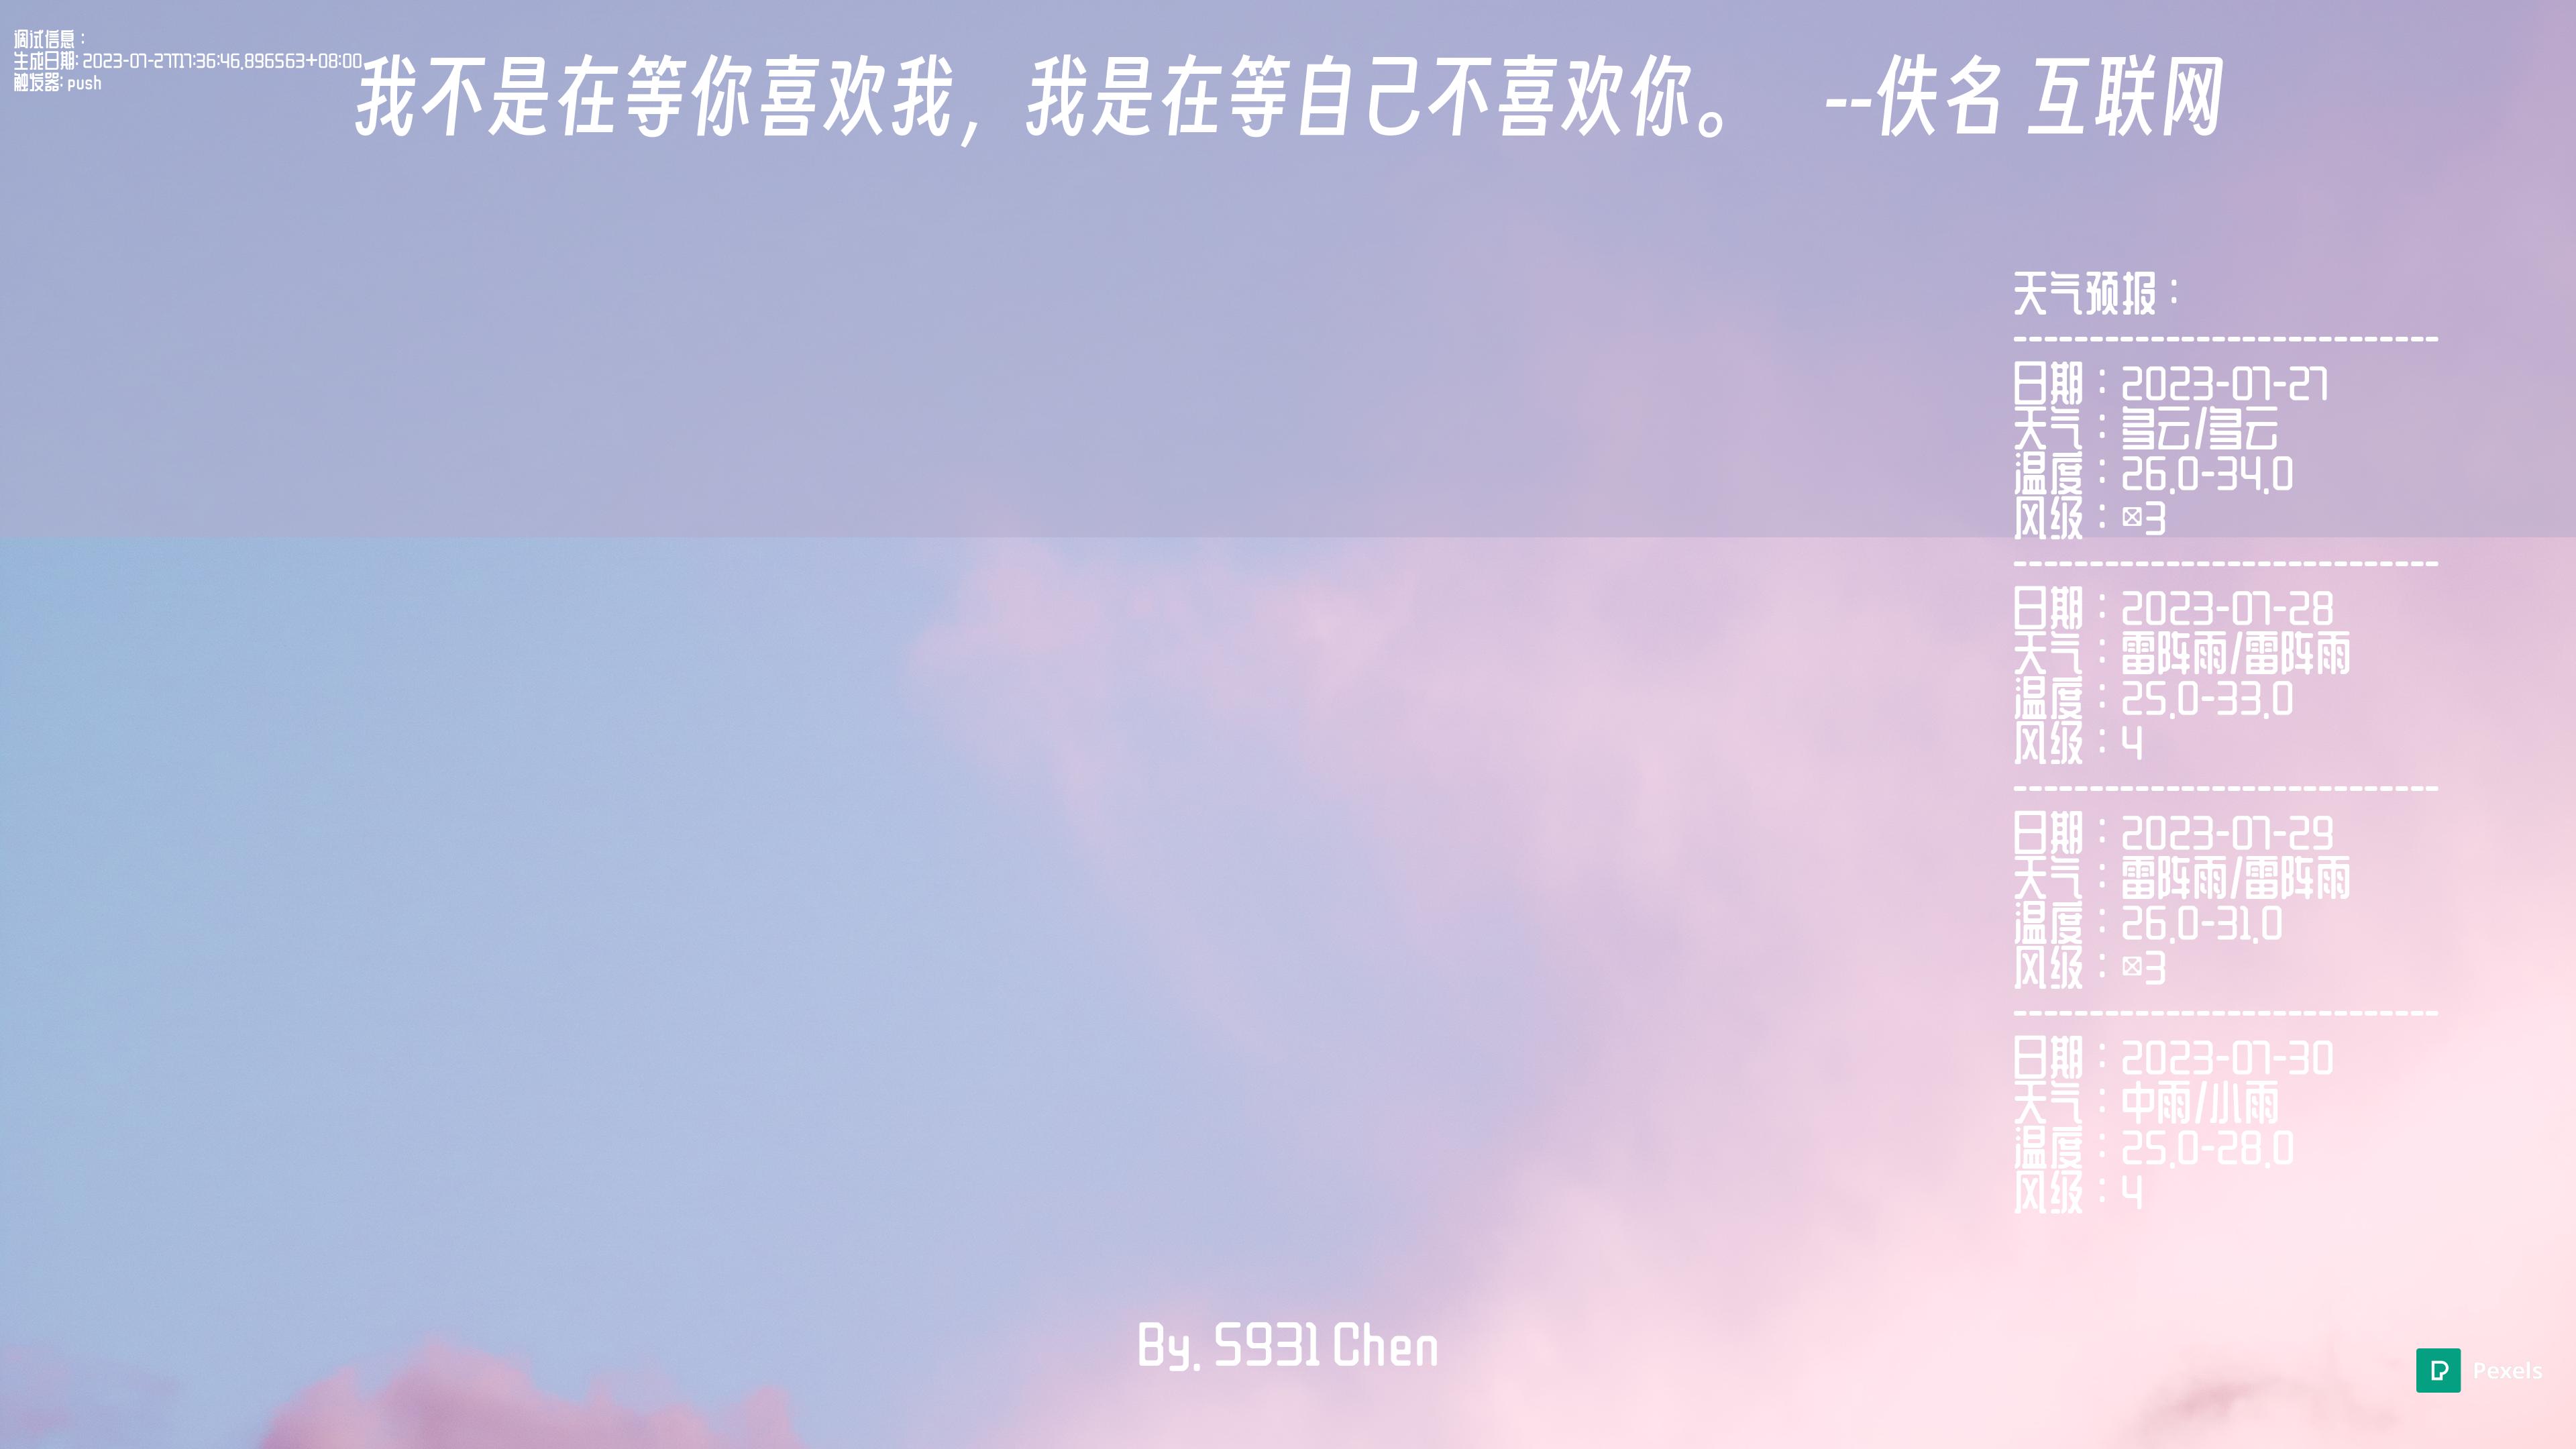 调试信息：
生成日期: 2023-07-27T17:36:46.896563+08:00
触发器: push
我不是在等你喜欢我，我是在等自己不喜欢你。 --佚名 互联网
天气预报：
----------------------------
日期：2023-07-27
天气：多云/多云
温度：26.0-34.0
风级：3
----------------------------
日期：2023-07-28
天气：雷阵雨/雷阵雨
温度：25.0-33.0
风级：4
----------------------------
日期：2023-07-29
天气：雷阵雨/雷阵雨
温度：26.0-31.0
风级：3
----------------------------
日期：2023-07-30
天气：中雨/小雨
温度：25.0-28.0
风级：4
By. S931 Chen
Pexels